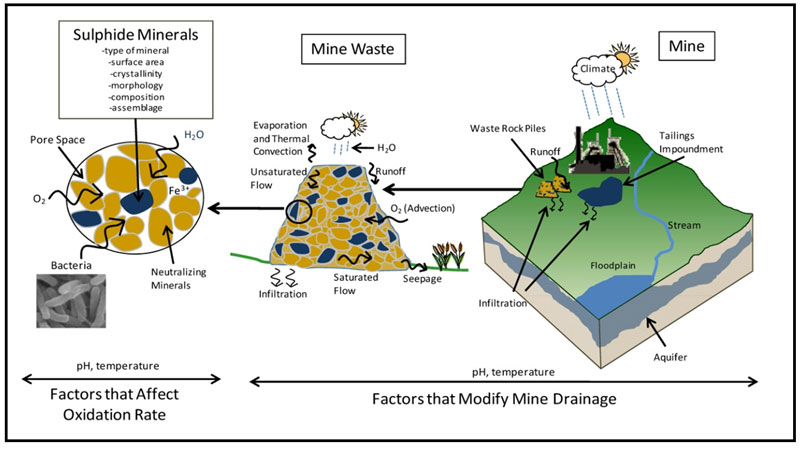 Sulphide Minerals
-type of mineral
-surface area
-crystallinity
-morphology
-composition
-assemblage
Pore Space
H₂O
O₂
Fe³⁺
Bacteria
Neutralizing
Minerals
pH, temperature
Factors that Affect
Oxidation Rate
Mine Waste
Evaporation
and Thermal
Convection
H₂O
Unsaturated
Flow
Runoff
O₂ (Advection)
Infiltration
Saturated
Flow
Seepage
Mine
Climate
Waste Rock Piles
Runoff
Tailings
Impoundment
Stream
Floodplain
Infiltration
Aquifer
pH, temperature
Factors that Modify Mine Drainage